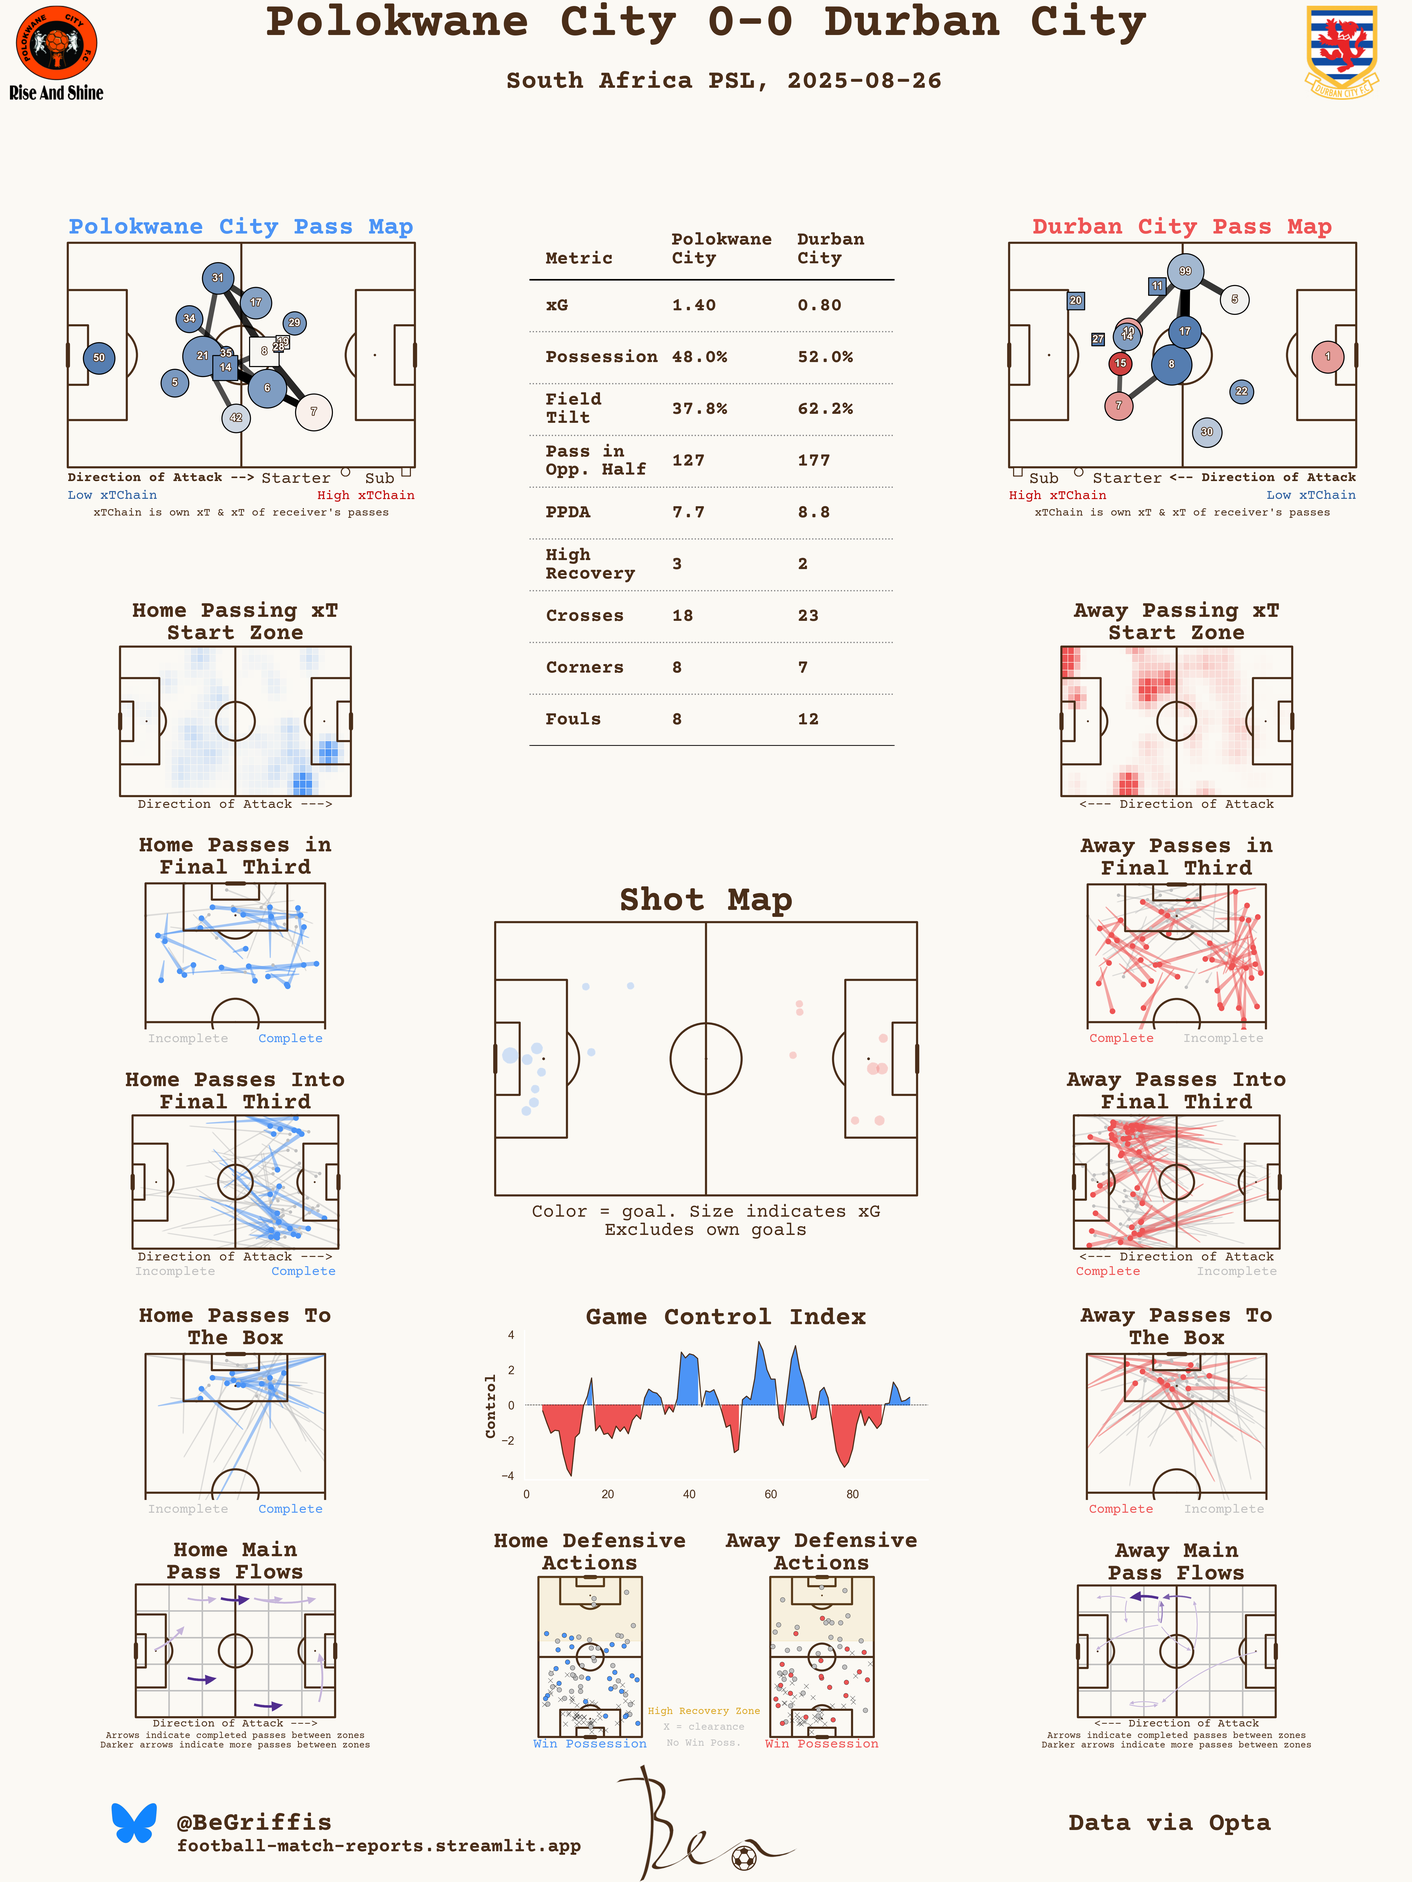 Polokwane City 0-0 Durban City
South Africa PSL, 2025-08-26
POLOKWANE CITY F.C
Rise And Shine
DURBAN CITY F.C
Polokwane City Pass Map
31
17
34
29
50
21
35
8
19
28
14
5
6
42
7
Direction of Attack --> Starter Sub
Low xTChain High xTChain
xTChain is own xT & xT of receiver's passes
Metric Polokwane City Durban City
xG 1.40 0.80
Possession 48.0% 52.0%
Field Tilt 37.8% 62.2%
Pass in Opp. Half 127 177
PPDA 7.7 8.8
High Recovery 3 2
Crosses 18 23
Corners 8 7
Fouls 8 12
Durban City Pass Map
99
11
20
5
10
14
17
27
15
8
1
7
22
30
Sub Starter <-- Direction of Attack
High xTChain Low xTChain
xTChain is own xT & xT of receiver's passes
Home Passing xT
Start Zone
Direction of Attack --->
Away Passing xT
Start Zone
<--- Direction of Attack
Home Passes in
Final Third
Incomplete Complete
Away Passes in
Final Third
Complete Incomplete
Shot Map
Color = goal. Size indicates xG
Excludes own goals
Home Passes Into
Final Third
Direction of Attack --->
Incomplete Complete
Away Passes Into
Final Third
<--- Direction of Attack
Complete Incomplete
Home Passes To
The Box
Incomplete Complete
Game Control Index
Control
4
2
0
−2
−4
0 20 40 60 80
Away Passes To
The Box
Complete Incomplete
Home Main
Pass Flows
Direction of Attack --->
Arrows indicate completed passes between zones
Darker arrows indicate more passes between zones
Home Defensive
Actions
Win Possession
Away Defensive
Actions
Win Possession
High Recovery Zone
X = clearance
No Win Poss.
Away Main
Pass Flows
<--- Direction of Attack
Arrows indicate completed passes between zones
Darker arrows indicate more passes between zones
@BeGriffis
football-match-reports.streamlit.app
Ben
Data via Opta